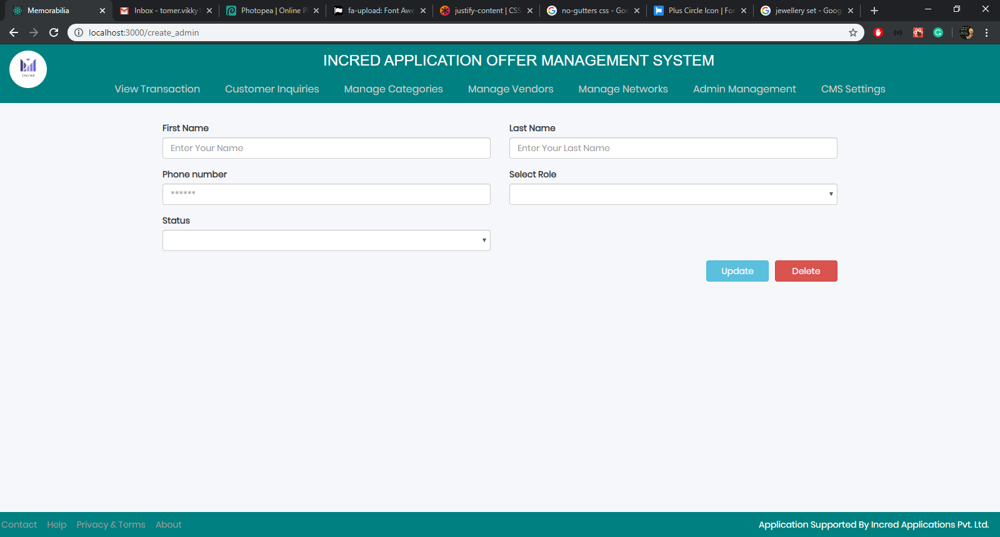 Memorabilia
Inbox - tomer.vikky1
Photopea | Online P
fa-upload: Font Awe
justify-content | CSS
no-gutters css - Goo
Plus Circle Icon | For
jewellery set - Goog
localhost:3000/create_admin
Incred
INCRED APPLICATION OFFER MANAGEMENT SYSTEM
View Transaction Customer Inquiries Manage Categories Manage Vendors Manage Networks Admin Management CMS Settings
First Name Last Name
Enter Your Name Enter Your Last Name
Phone number Select Role
******
Status
Update Delete
Contact Help Privacy & Terms About Application Supported By Incred Applications Pvt. Ltd.